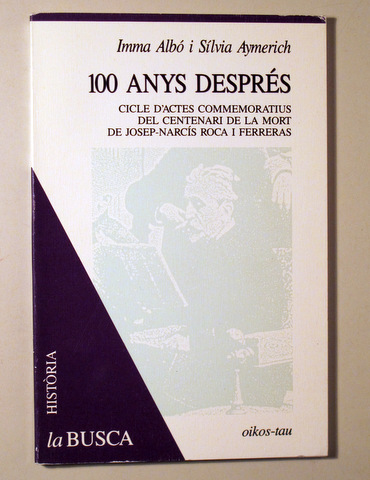 Imma Albó i Sílvia Aymerich
100 ANYS DESPRÉS
CICLE D'ACTES COMMEMORATIUS
DEL CENTENARI DE LA MORT
DE JOSEP-NARCÍS ROCA I FERRERAS
HISTÒRIA
la BUSCA
oikos-tau